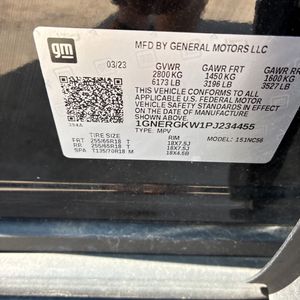 gm
MFD BY GENERAL MOTORS LLC
03/23
GVWR GAWR FRT GAWR RR
2800 KG 1450 KG 1600 KG
6173 LB 3196 LB 3527 LB
THIS VEHICLE CONFORMS TO ALL
APPLICABLE U.S. FEDERAL MOTOR
VEHICLE SAFETY STANDARDS IN EFFECT
ON THE DATE OF MANUFACTURE
SHOWN ABOVE.
1GNERGKW1PJ234455
TYPE: MPV MODEL: 1S1NC56
TIRE SIZE RIM
FRT 255/65R18 T 18X7.5J
RR 255/65R18 T 18X7.5J
SPA T135/70R18 M 18X4.5B